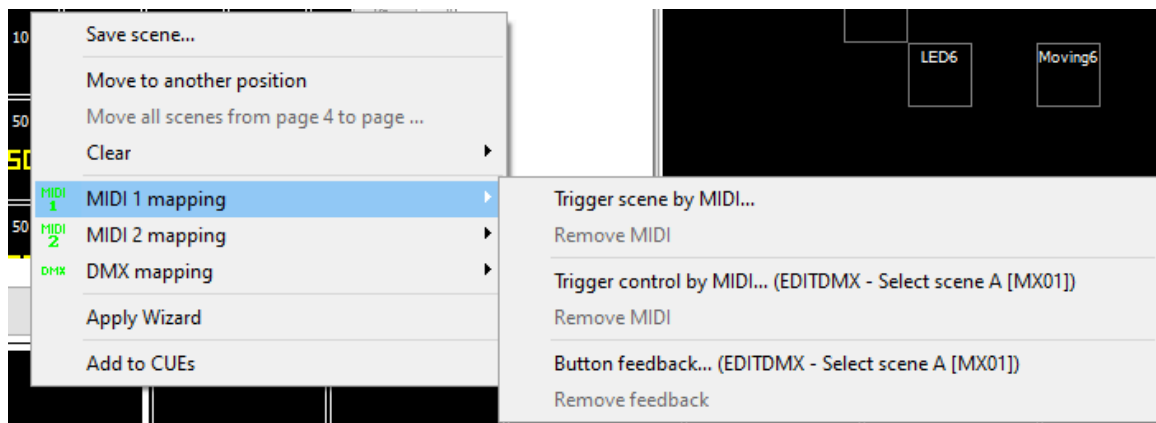 10
Save scene...
LED6
Moving6
Move to another position
50
Move all scenes from page 4 to page ...
Clear
MIDI 1
MIDI 1 mapping
Trigger scene by MIDI...
50
MIDI 2
MIDI 2 mapping
Remove MIDI
DMX
DMX mapping
Trigger control by MIDI... (EDITDMX - Select scene A [MX01])
Apply Wizard
Remove MIDI
Add to CUEs
Button feedback... (EDITDMX - Select scene A [MX01])
Remove feedback